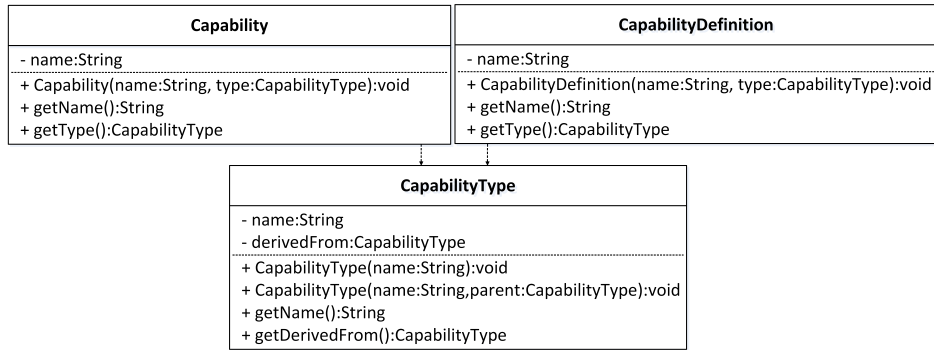 Capability
- name:String
+ Capability(name:String, type:CapabilityType):void
+ getName():String
+ getType():CapabilityType
CapabilityDefinition
- name:String
+ CapabilityDefinition(name:String, type:CapabilityType):void
+ getName():String
+ getType():CapabilityType
CapabilityType
- name:String
- derivedFrom:CapabilityType
+ CapabilityType(name:String):void
+ CapabilityType(name:String,parent:CapabilityType):void
+ getName():String
+ getDerivedFrom():CapabilityType